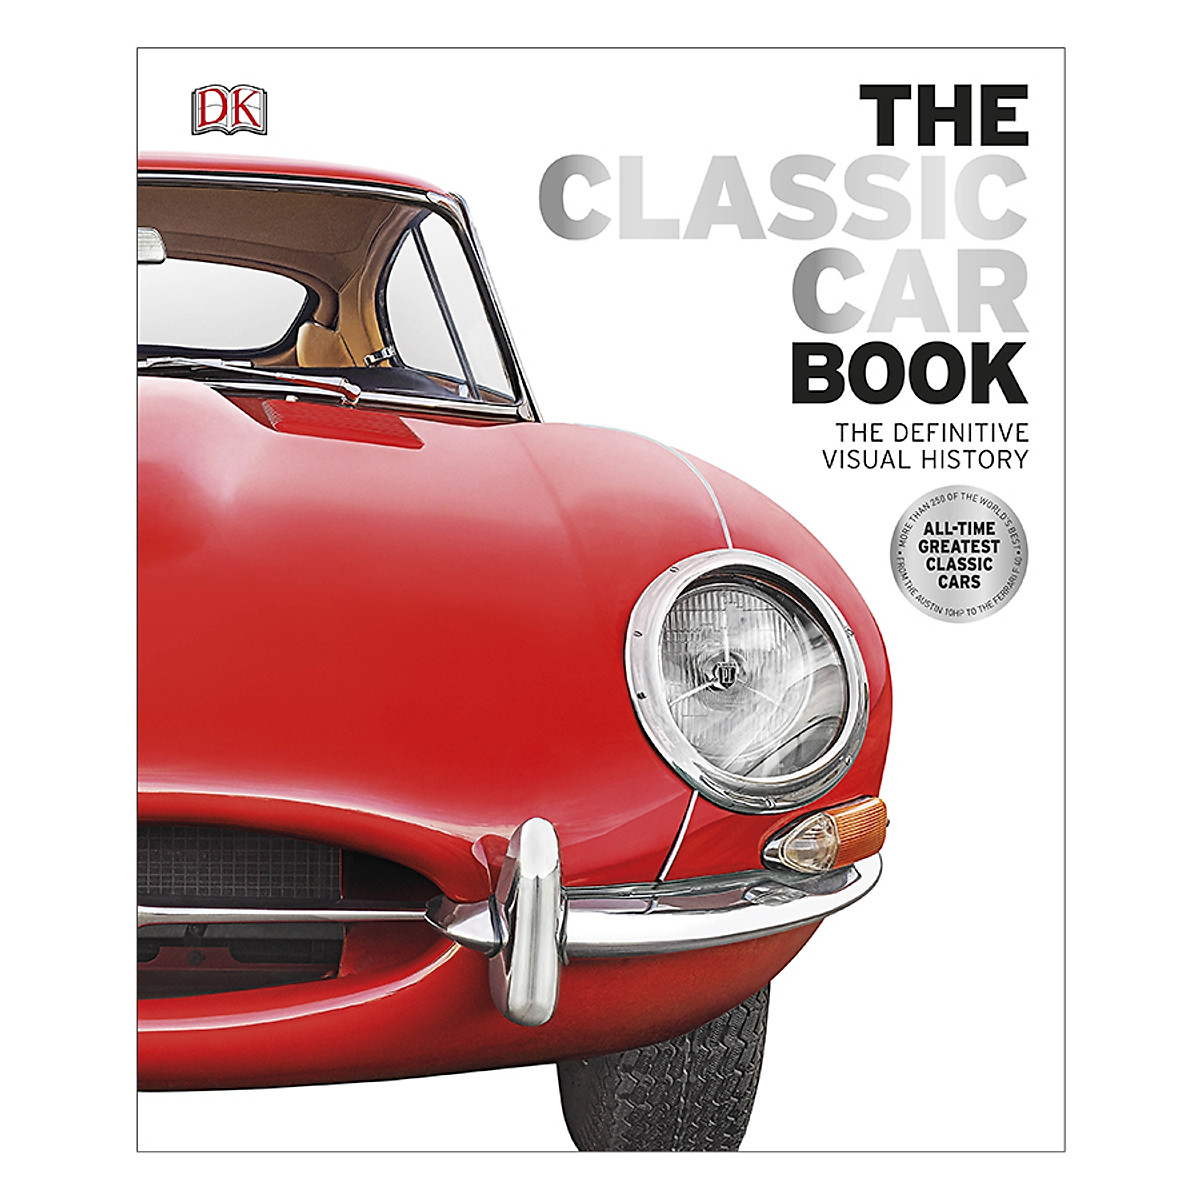 DK
THE
CLASSIC
CAR
BOOK
THE DEFINITIVE
VISUAL HISTORY
• MORE THAN 250 OF THE WORLD'S BEST •
ALL-TIME
GREATEST
CLASSIC
CARS
FROM THE AUSTIN 10HP TO THE FERRARI F40